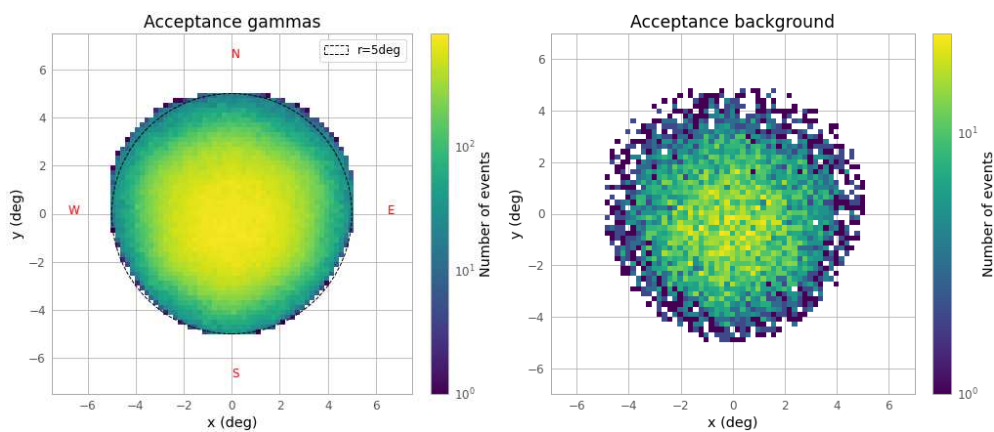 Acceptance gammas
r=5deg
N
W
E
S
6
4
2
0
−2
−4
−6
−6
−4
−2
0
2
4
6
x (deg)
y (deg)
10²
10¹
10⁰
Number of events
Acceptance background
6
4
2
0
−2
−4
−6
−6
−4
−2
0
2
4
6
x (deg)
y (deg)
10¹
10⁰
Number of events